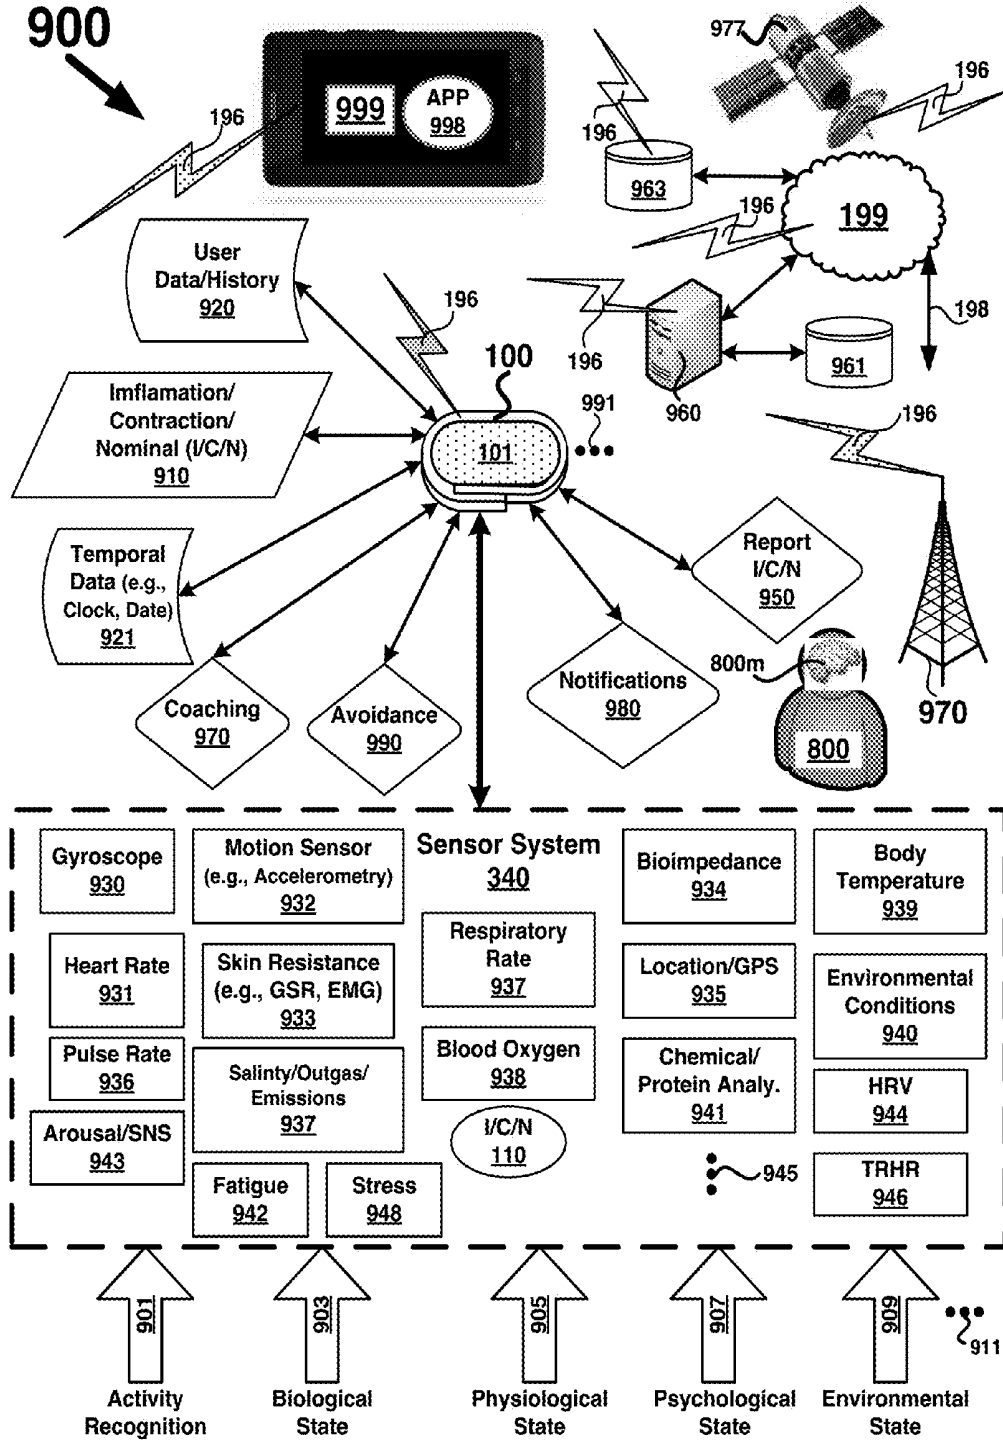 900
196
999
APP
998
977
196
196
963
196
199
User
Data/History
920
196
196
198
960
961
100
Imflamation/
Contraction/
Nominal (I/C/N)
910
101
991
196
Temporal
Data (e.g.,
Clock, Date)
921
Report
I/C/N
950
Coaching
970
Avoidance
990
Notifications
980
800m
970
800
Gyroscope
930
Motion Sensor
(e.g., Accelerometry)
932
Sensor System
340
Bioimpedance
934
Body
Temperature
939
Heart Rate
931
Skin Resistance
(e.g., GSR, EMG)
933
Respiratory
Rate
937
Location/GPS
935
Environmental
Conditions
940
Pulse Rate
936
Salinty/Outgas/
Emissions
937
Blood Oxygen
938
Chemical/
Protein Analy.
941
HRV
944
Arousal/SNS
943
I/C/N
110
Fatigue
942
Stress
948
945
TRHR
946
901
903
905
907
909
911
Activity
Recognition
Biological
State
Physiological
State
Psychological
State
Environmental
State